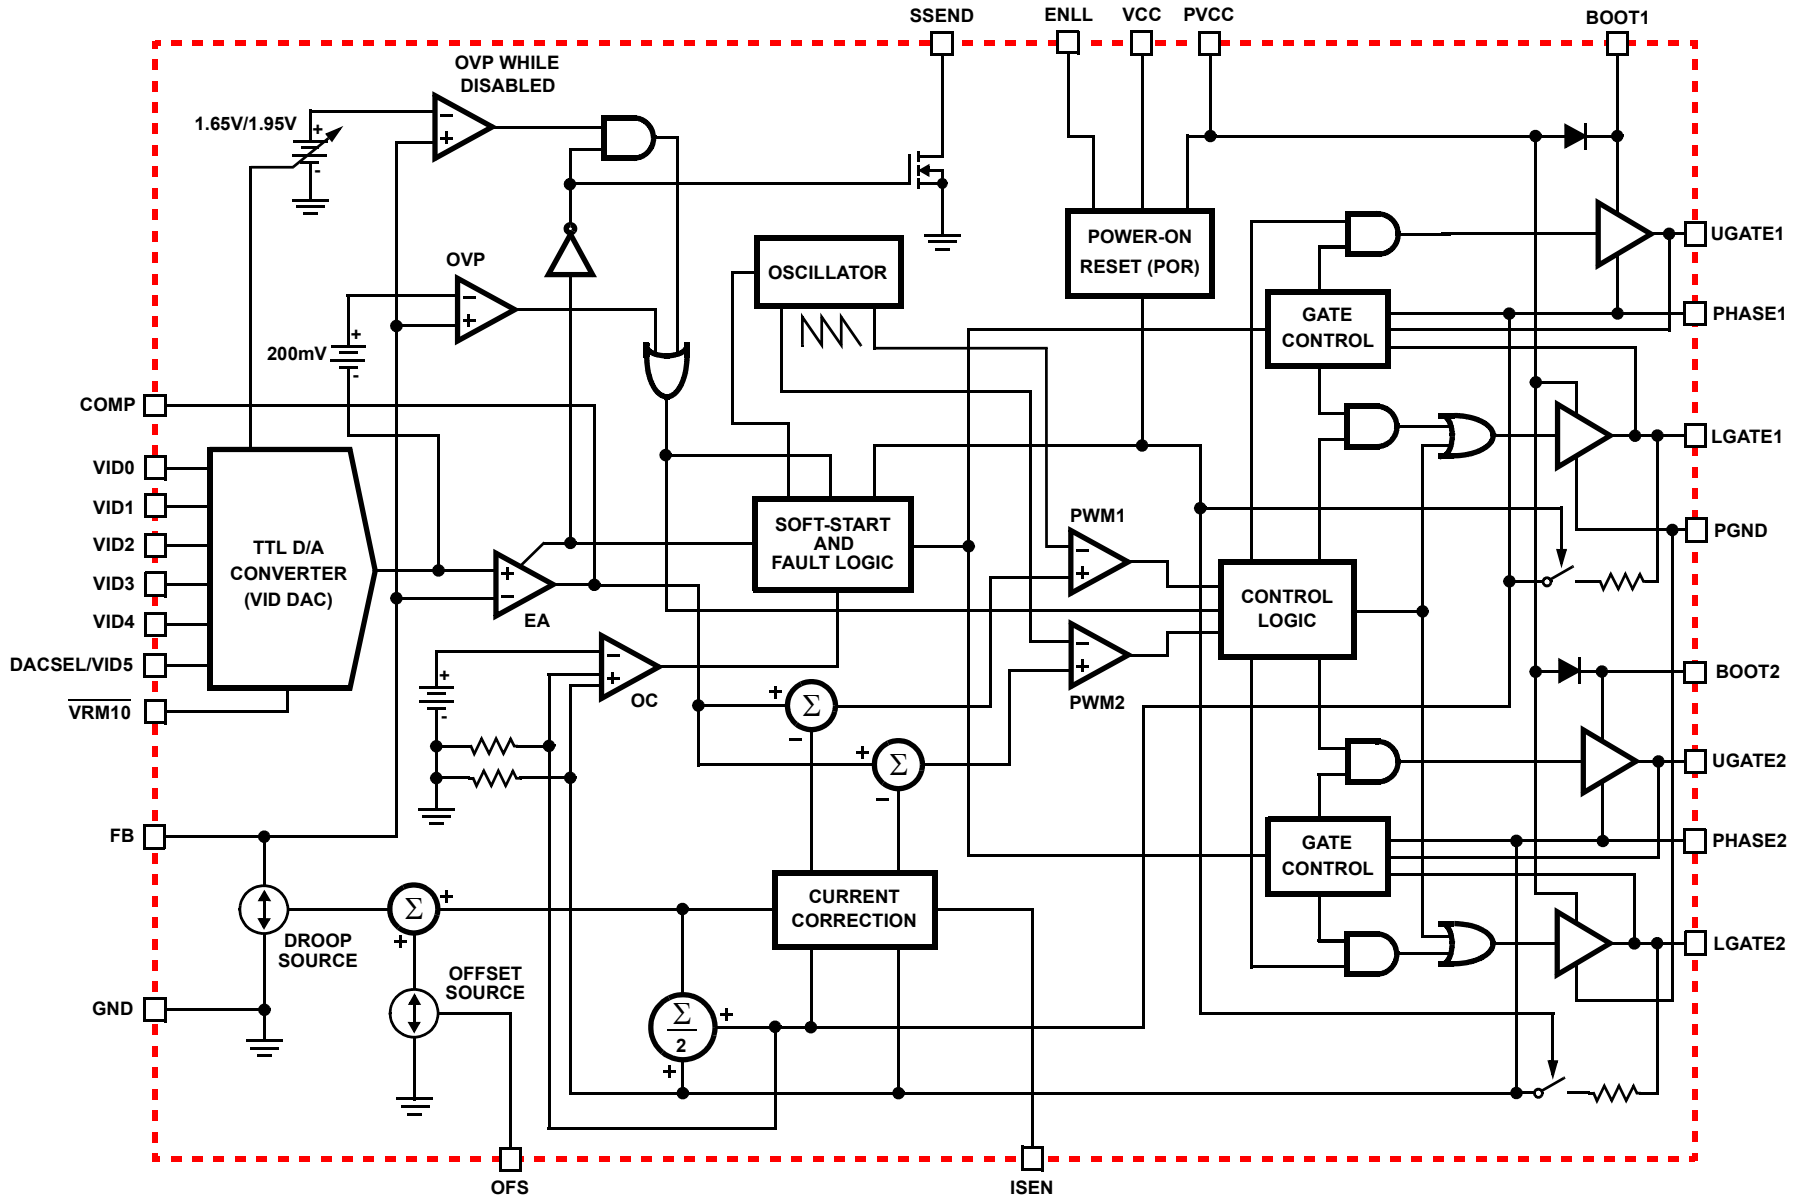 SSEND
ENLL
VCC
PVCC
BOOT1
OVP WHILE
DISABLED
1.65V/1.95V
+
-
−
+
OVP
−
+
200mV
+
-
OSCILLATOR
POWER-ON
RESET (POR)
GATE
CONTROL
UGATE1
PHASE1
LGATE1
PGND
COMP
VID0
VID1
VID2
VID3
VID4
DACSEL/VID5
VRM10
TTL D/A
CONVERTER
(VID DAC)
+
−
EA
SOFT-START
AND
FAULT LOGIC
PWM1
−
+
CONTROL
LOGIC
−
+
PWM2
−
+
+
OC
+
-
+
Σ
−
+
Σ
−
BOOT2
UGATE2
PHASE2
LGATE2
GATE
CONTROL
FB
GND
DROOP
SOURCE
Σ
+
+
OFFSET
SOURCE
CURRENT
CORRECTION
Σ
2
+
+
OFS
ISEN